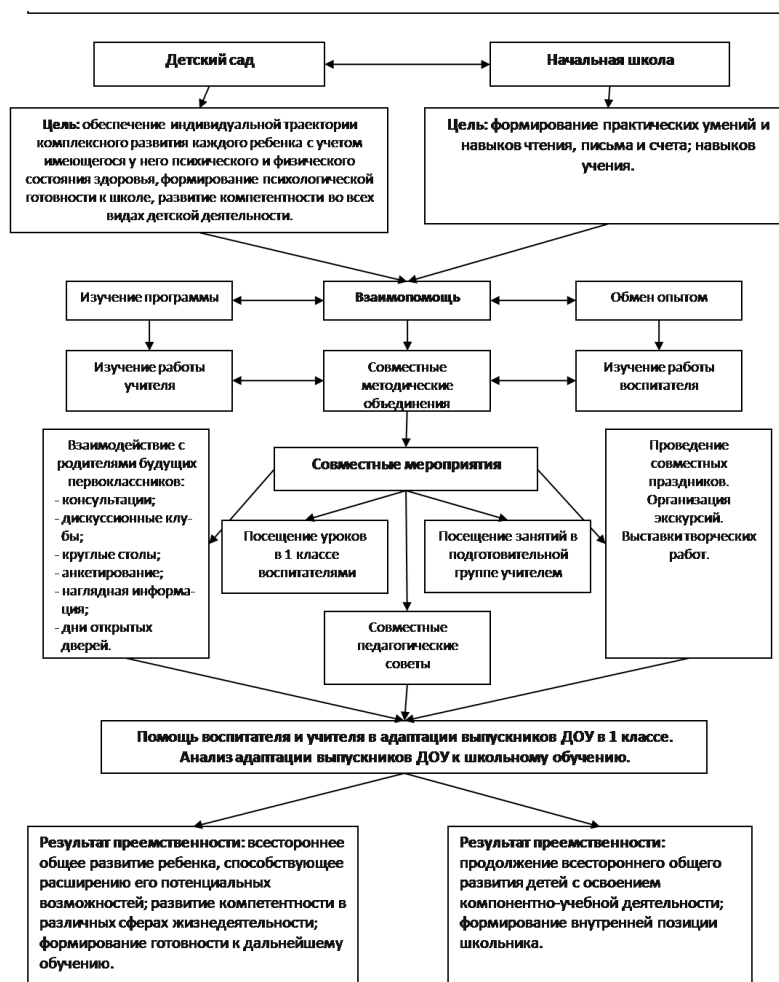 Детский сад
Начальная школа
Цель: обеспечение индивидуальной траектории
комплексного развития каждого ребенка с учетом
имеющегося у него психического и физического
состояния здоровья, формирование психологической
готовности к школе, развитие компетентности во всех
видах детской деятельности.
Цель: формирование практических умений и
навыков чтения, письма и счета; навыков
учения.
Изучение программы
Взаимопомощь
Обмен опытом
Изучение работы
учителя
Совместные
методические
объединения
Изучение работы
воспитателя
Взаимодействие с
родителями будущих
первоклассников:
- консультации;
- дискуссионные клу-
бы;
- круглые столы;
- анкетирование;
- наглядная информа-
ция;
- дни открытых
дверей.
Совместные мероприятия
Проведение
совместных
праздников.
Организация
экскурсий.
Выставки творческих
работ.
Посещение уроков
в 1 классе
воспитателями
Посещение занятий в
подготовительной
группе учителем
Совместные
педагогические
советы
Помощь воспитателя и учителя в адаптации выпускников ДОУ в 1 классе.
Анализ адаптации выпускников ДОУ к школьному обучению.
Результат преемственности: всестороннее
общее развитие ребенка, способствующее
расширению его потенциальных
возможностей; развитие компетентности в
различных сферах жизнедеятельности;
формирование готовности к дальнейшему
обучению.
Результат преемственности:
продолжение всестороннего общего
развития детей с освоением
компонентно-учебной деятельности;
формирование внутренней позиции
школьника.